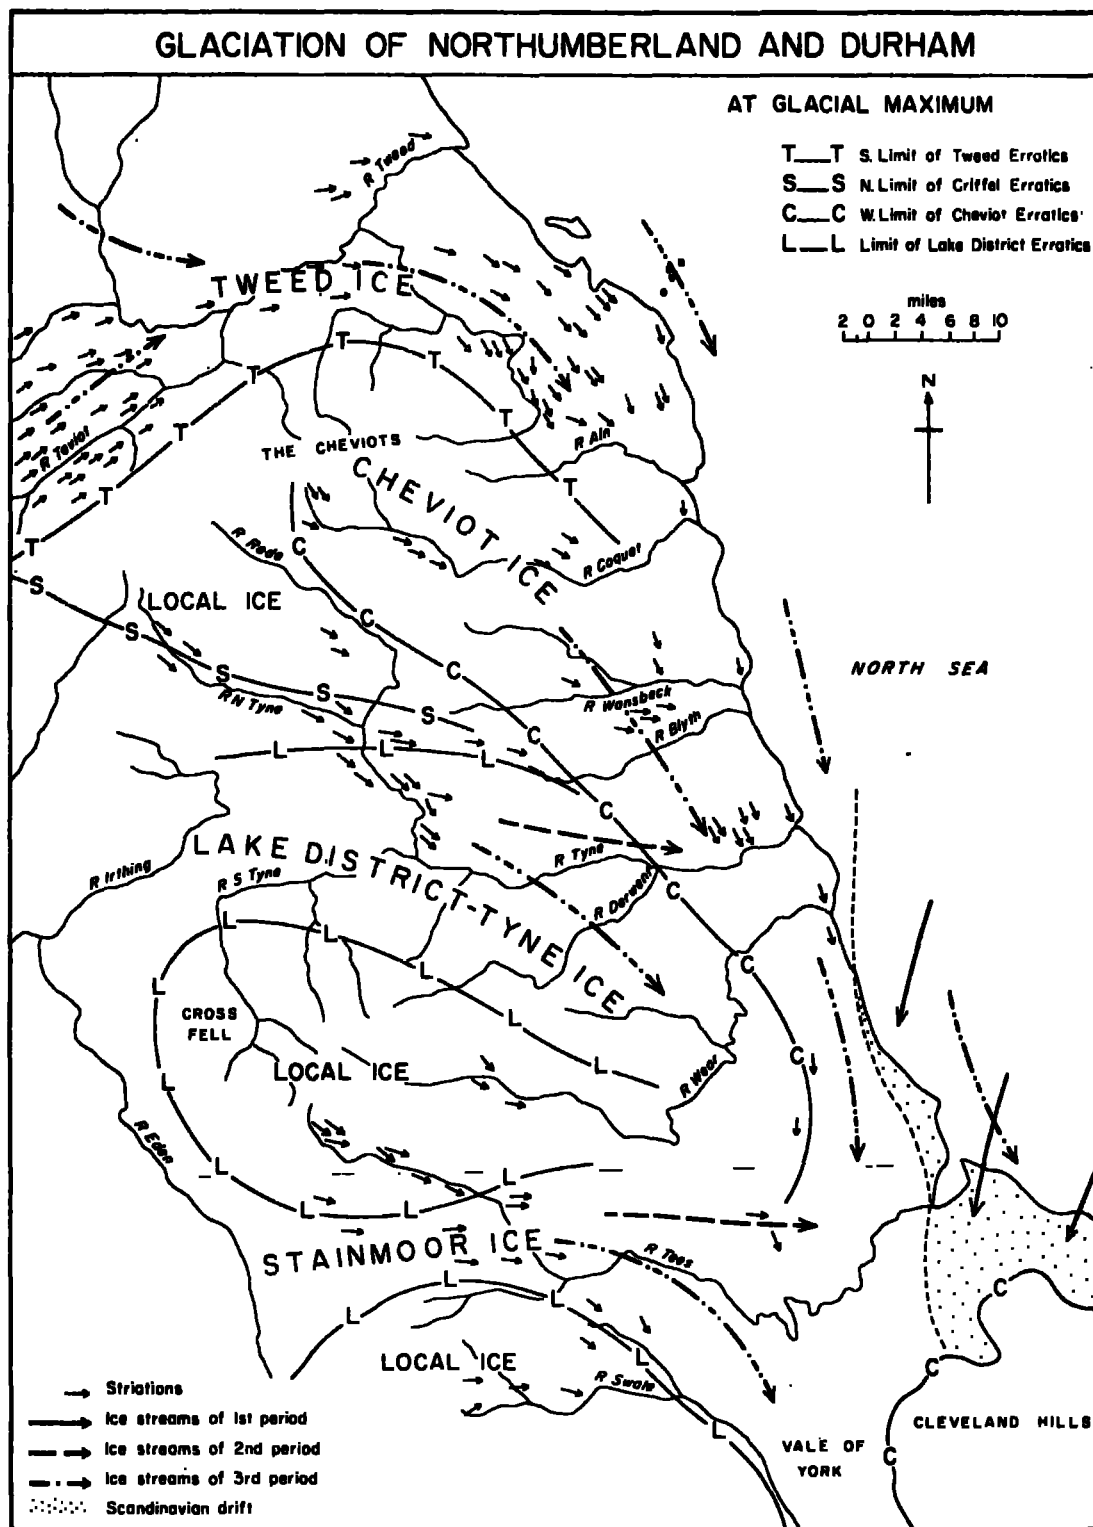 GLACIATION OF NORTHUMBERLAND AND DURHAM
AT GLACIAL MAXIMUM
T T S. Limit of Tweed Erratics
S S N. Limit of Criffel Erratics
C C W. Limit of Cheviot Erratics
L L Limit of Lake District Erratics
miles
2 0 2 4 6 8 10
N
R Tweed
TWEED ICE
T
T
T
T
R Teviot
THE CHEVIOTS
R Aln
T
T
T
CHEVIOT ICE
T
R Rede
C
R Coquet
S
LOCAL ICE
C
S
S
S
C
NORTH SEA
R N Tyne
S
R Wansbeck
C
R Blyth
L
L
L
C
LAKE DISTRICT-TYNE ICE
R Irthing
R S Tyne
R Tyne
R Derwent
C
L
L
L
C
L
CROSS FELL
L
LOCAL ICE
L
L
R Wear
C
R Eden
L
L
L
L
STAINMOOR ICE
R Tees
L
L
L
C
LOCAL ICE
L
R Swale
C
L
CLEVELAND HILLS
VALE OF
YORK
C
Striations
Ice streams of 1st period
Ice streams of 2nd period
Ice streams of 3rd period
Scandinavian drift